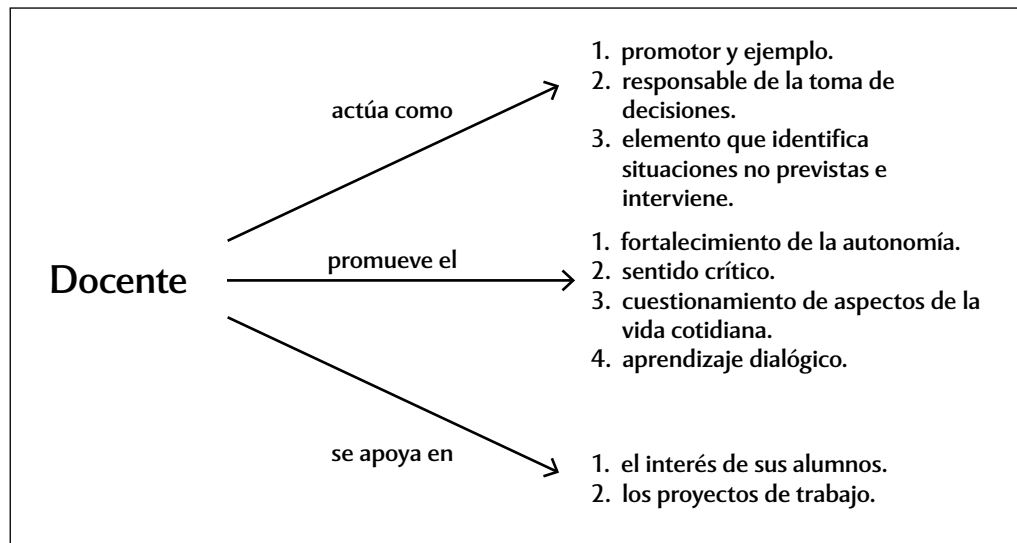 Docente
actúa como
1. promotor y ejemplo.
2. responsable de la toma de
decisiones.
3. elemento que identifica
situaciones no previstas e
interviene.
promueve el
1. fortalecimiento de la autonomía.
2. sentido crítico.
3. cuestionamiento de aspectos de la
vida cotidiana.
4. aprendizaje dialógico.
se apoya en
1. el interés de sus alumnos.
2. los proyectos de trabajo.